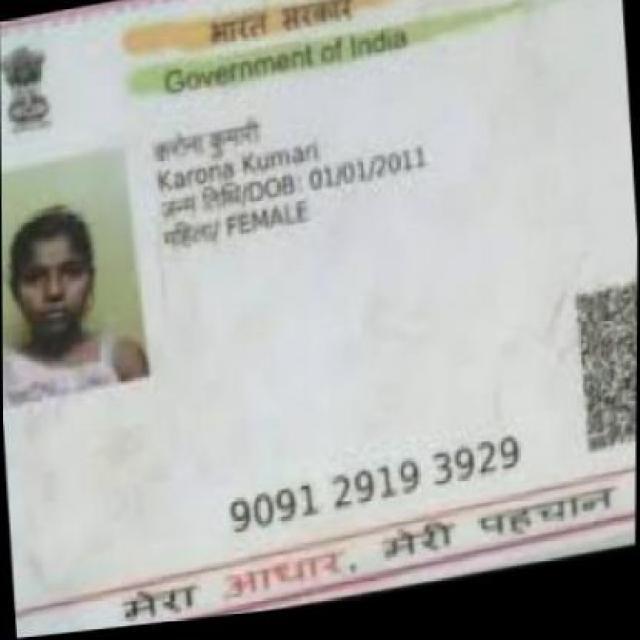 भारत सरकार
Government of India
करोना कुमारी
Karona Kumari
जन्म तिथि/DOB: 01/01/2011
महिला/ FEMALE
9091 2919 3929
मेरा आधार, मेरी पहचान